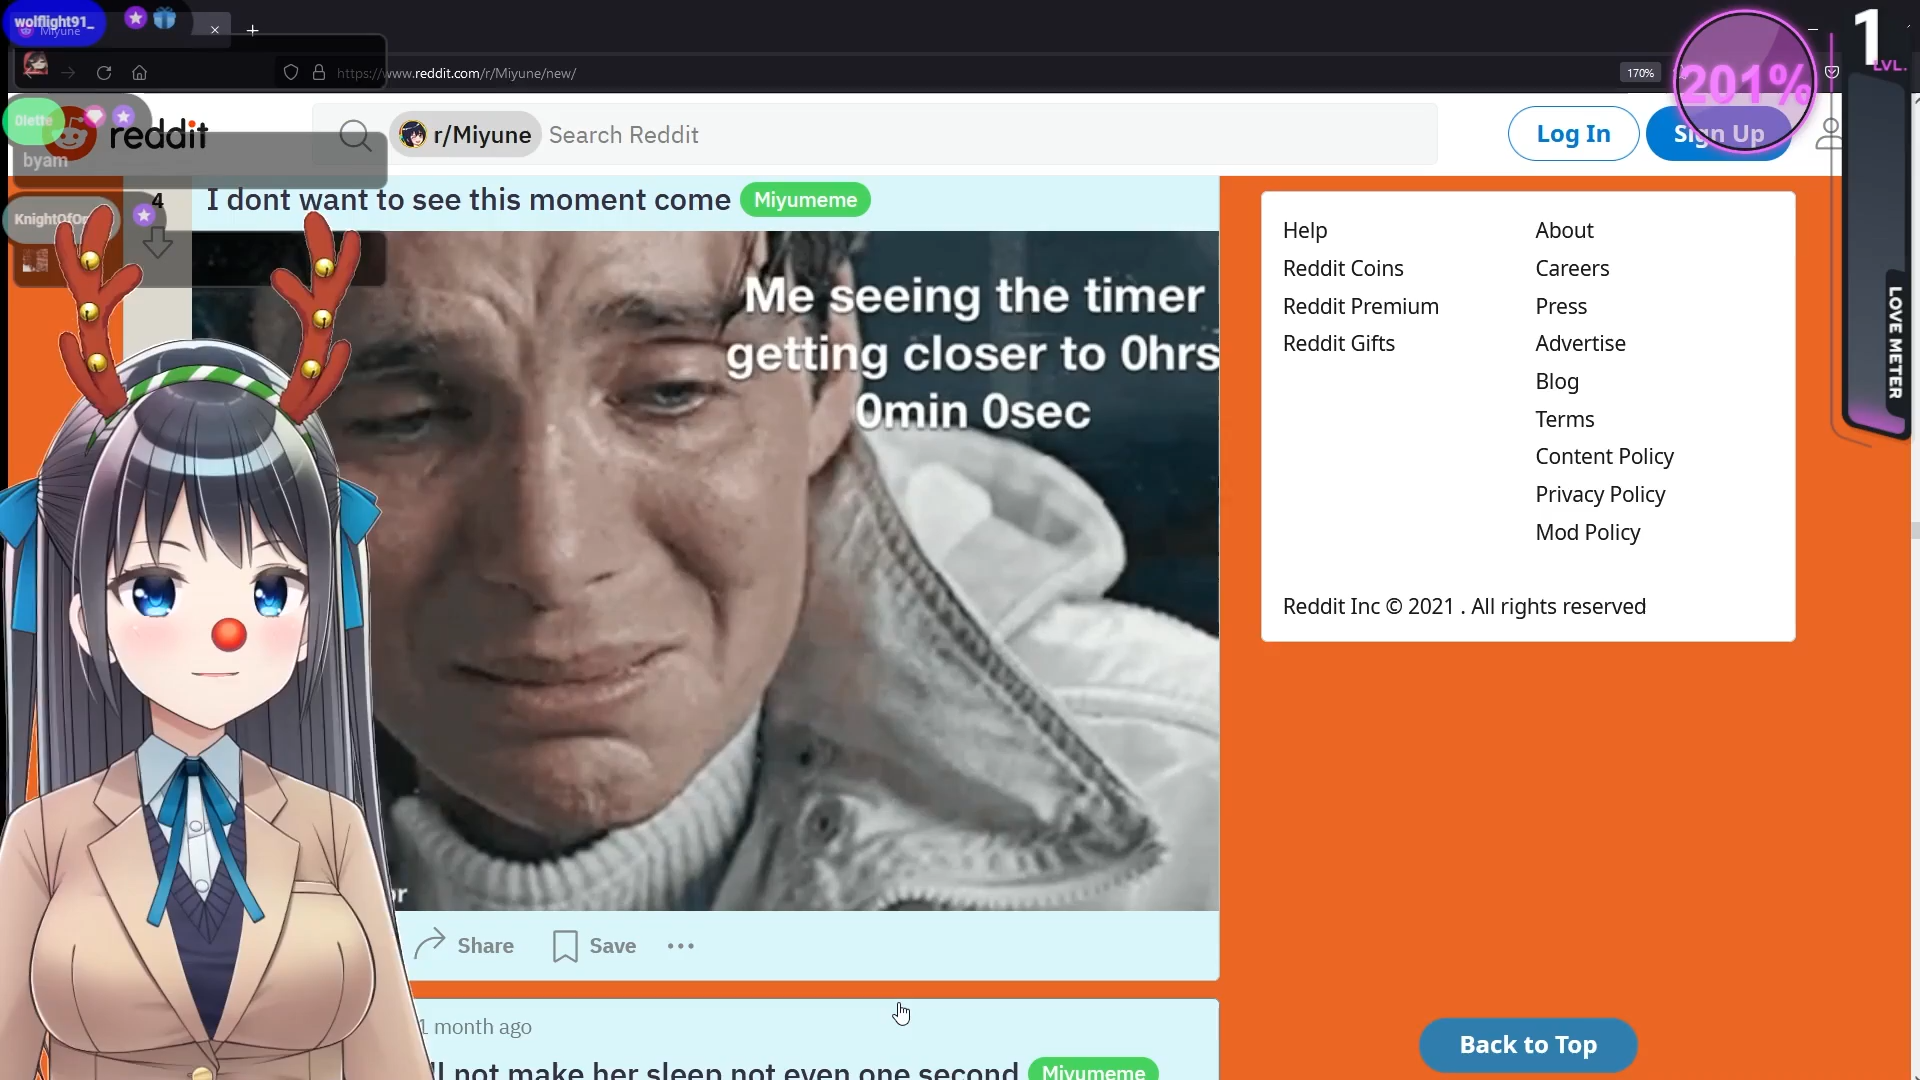 wolflight91_
Miyune
1
LVL.
https://www.reddit.com/r/Miyune/new/
170%
201%
0lette
reddit
r/Miyune
Search Reddit
Log In
Sign Up
byam
4
I dont want to see this moment come
Miyumeme
Me seeing the timer
getting closer to 0hrs
0min 0sec
Help
About
Reddit Coins
Careers
Reddit Premium
Press
Reddit Gifts
Advertise
Blog
Terms
Content Policy
Privacy Policy
Mod Policy
Reddit Inc © 2021 . All rights reserved
LOVE METER
Share
Save
1 month ago
not make her sleep not even one second
Miyumeme
Back to Top